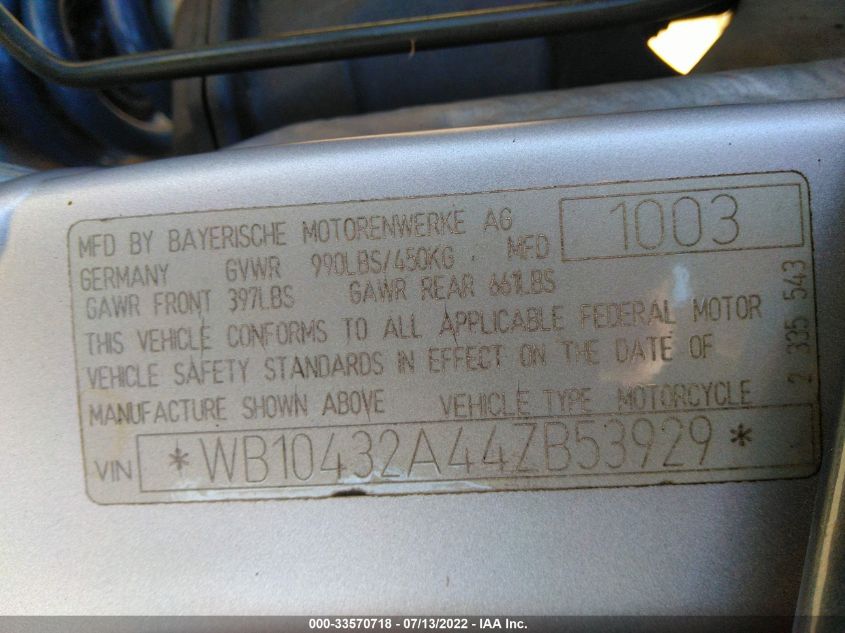 MFD BY BAYERISCHE MOTORENWERKE AG
GERMANY GVWR 990LBS/450KG MFD 1003
GAWR FRONT 397LBS GAWR REAR 661LBS
THIS VEHICLE CONFORMS TO ALL APPLICABLE FEDERAL MOTOR
VEHICLE SAFETY STANDARDS IN EFFECT ON THE DATE OF
MANUFACTURE SHOWN ABOVE VEHICLE TYPE MOTORCYCLE
VIN *WB10432A44ZB53929*
2 335 543
000-33570718 - 07/13/2022 - IAA Inc.